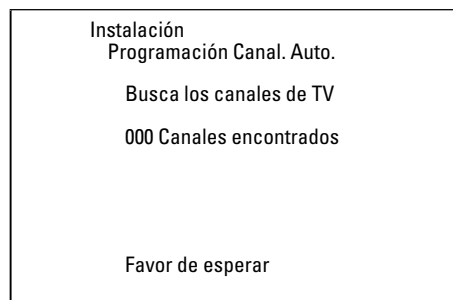 Instalación
Programación Canal. Auto.
Busca los canales de TV
000 Canales encontrados
Favor de esperar